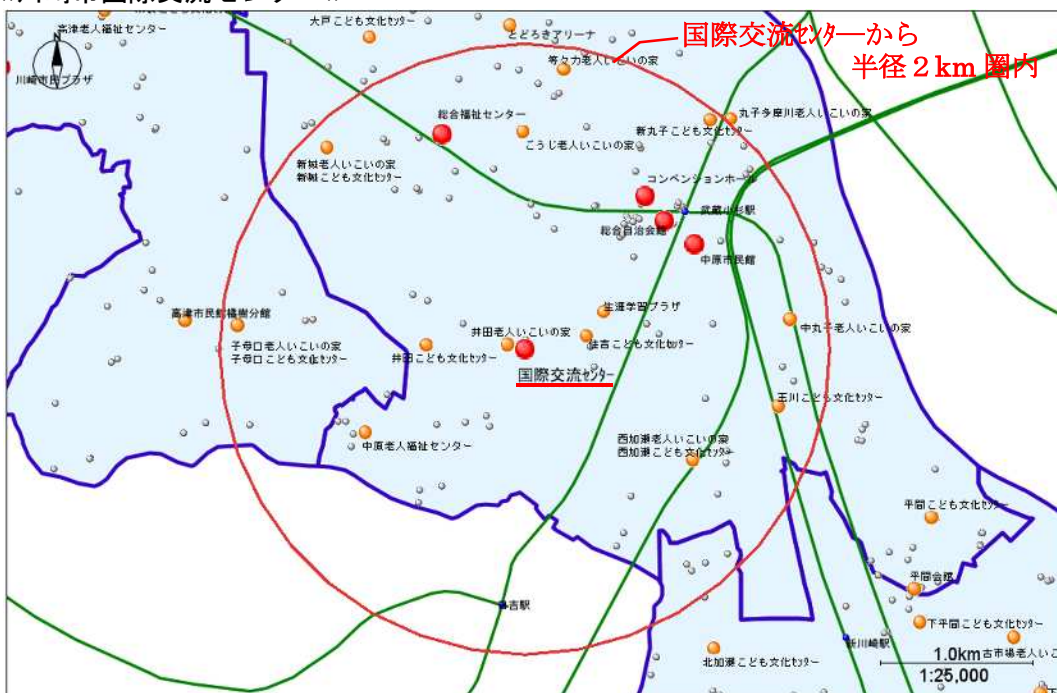 高津老人福祉センター
大戸こども文化センター
とどろきアリーナ
国際交流センターから
半径２km圏内
等々力老人いこいの家
川崎市民プラザ
総合福祉センター
こうじ老人いこいの家
新丸子こども文化センター
丸子多摩川老人いこいの家
新城老人いこいの家
新城こども文化センター
コンベンションホール
武蔵小杉駅
総合自治会館
中原市民館
生涯学習プラザ
高津市民館橘樹分館
子母口老人いこいの家
子母口こども文化センター
井田老人いこいの家
井田こども文化センター
住吉こども文化センター
中丸子老人いこいの家
国際交流センター
玉川こども文化センター
中原老人福祉センター
西加瀬老人いこいの家
西加瀬こども文化センター
平間こども文化センター
平間会館
日吉駅
下平間こども文化センター
新川崎駅
北加瀬こども文化センター
古市場老人いこ
1.0km
1:25,000